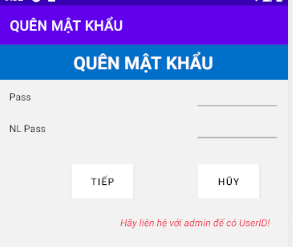 QUÊN MẬT KHẨU
QUÊN MẬT KHẨU
Pass
NL Pass
TIẾP HỦY
Hãy liên hệ với admin để có UserID!